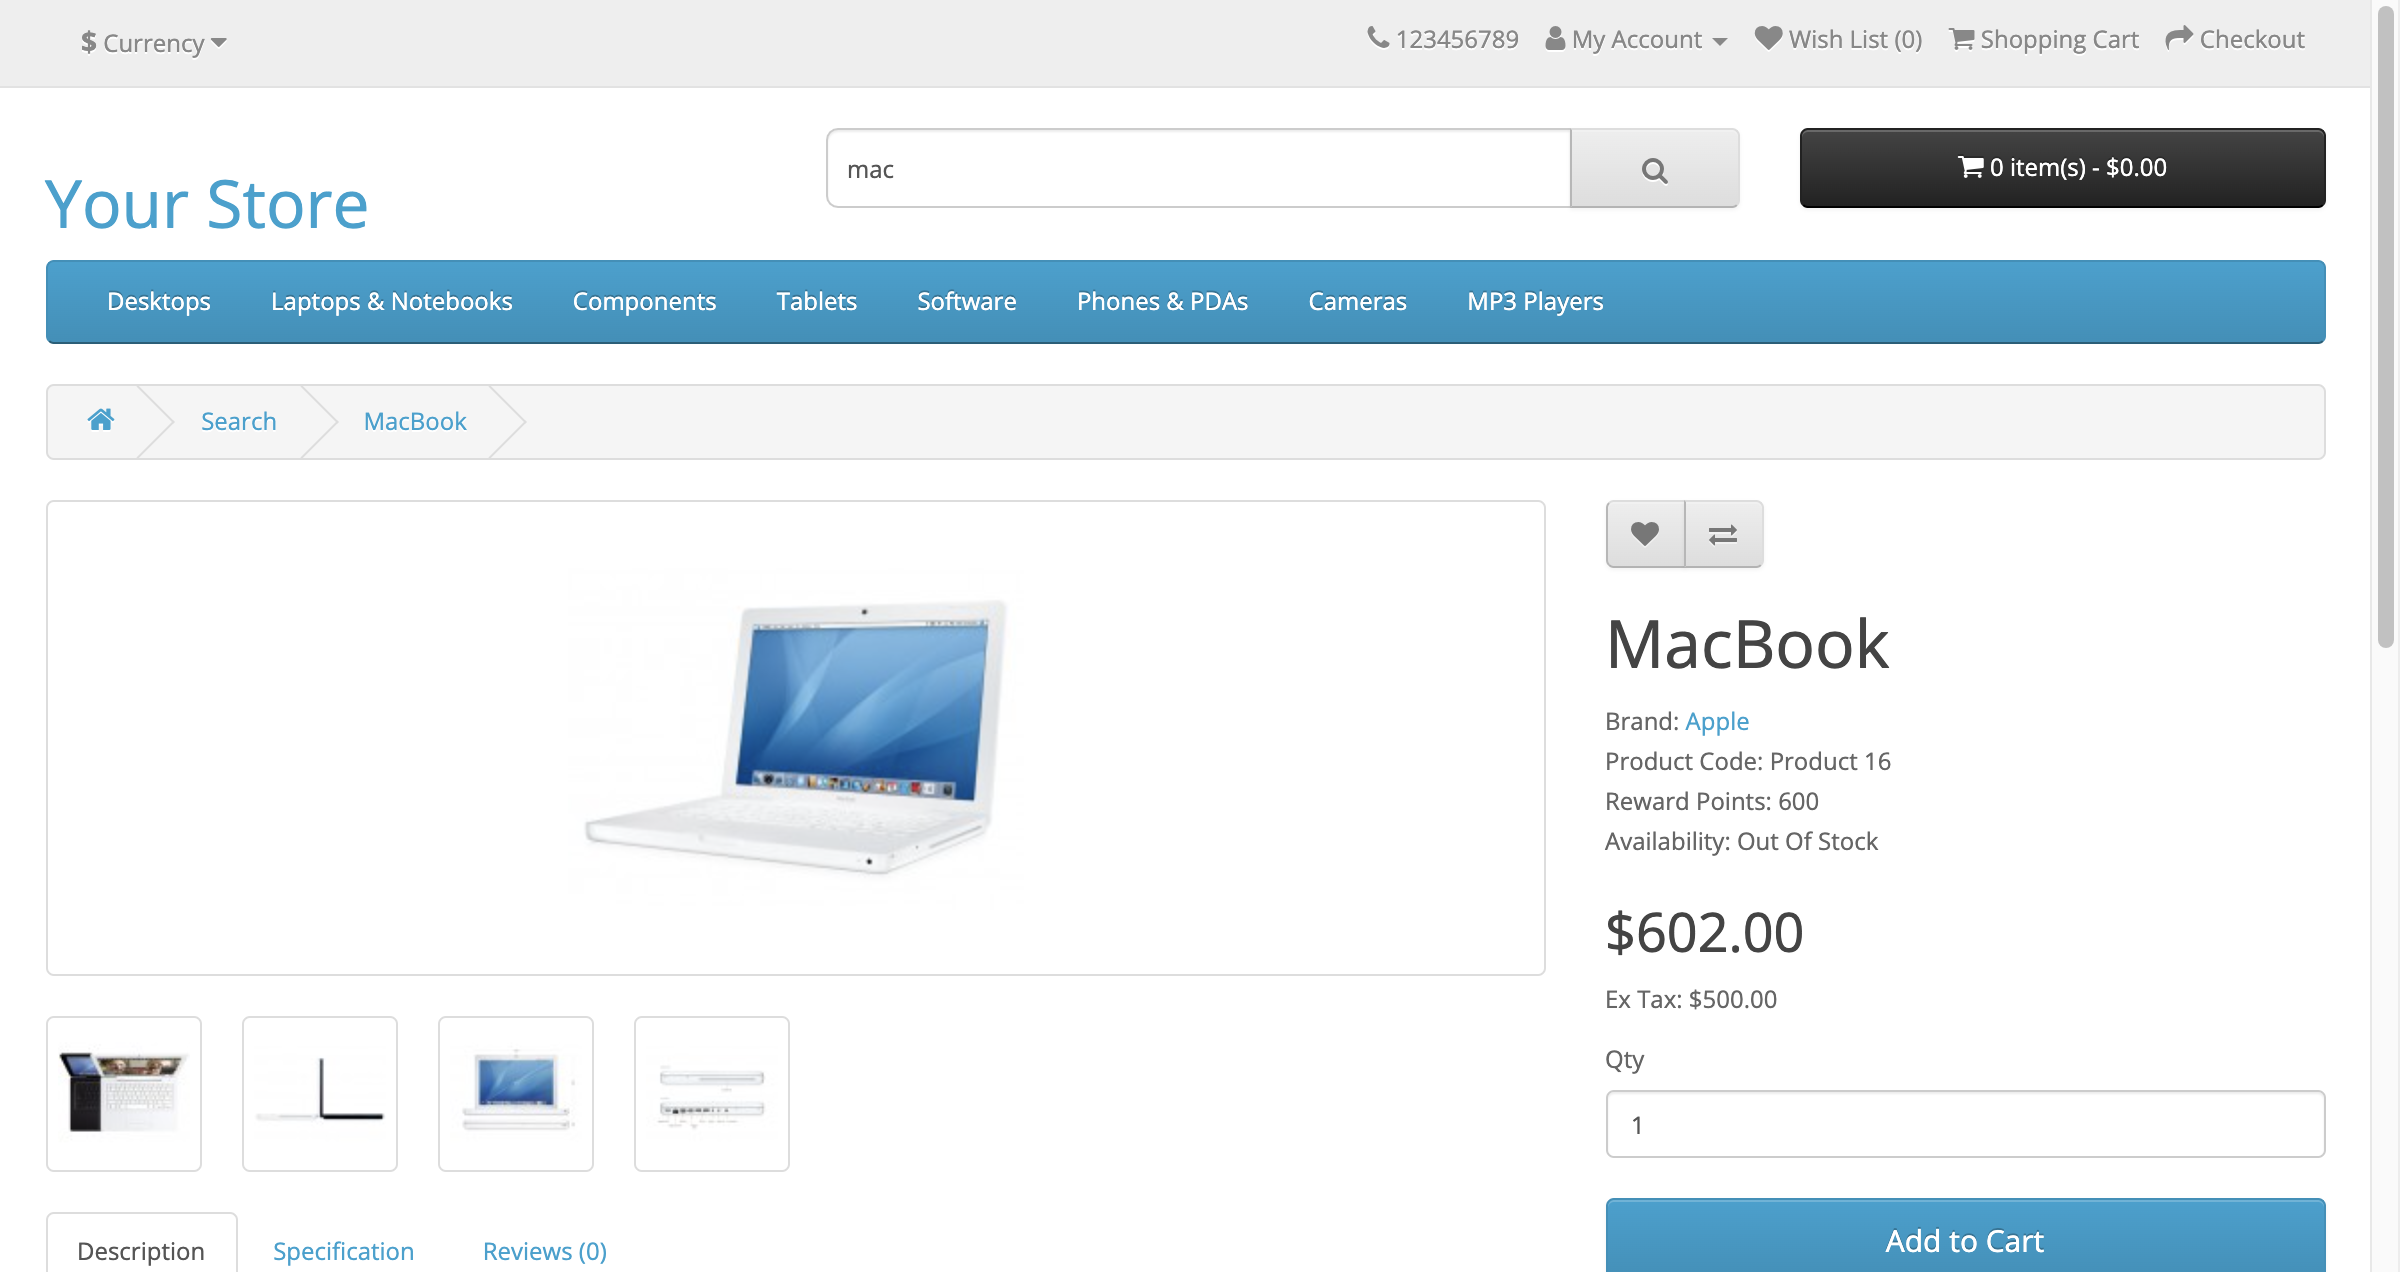 $ Currency
123456789 My Account Wish List (0) Shopping Cart Checkout
Your Store
mac
0 item(s) - $0.00
Desktops Laptops & Notebooks Components Tablets Software Phones & PDAs Cameras MP3 Players
Search MacBook
MacBook
Brand: Apple
Product Code: Product 16
Reward Points: 600
Availability: Out Of Stock
$602.00
Ex Tax: $500.00
Qty
1
Add to Cart
Description Specification Reviews (0)